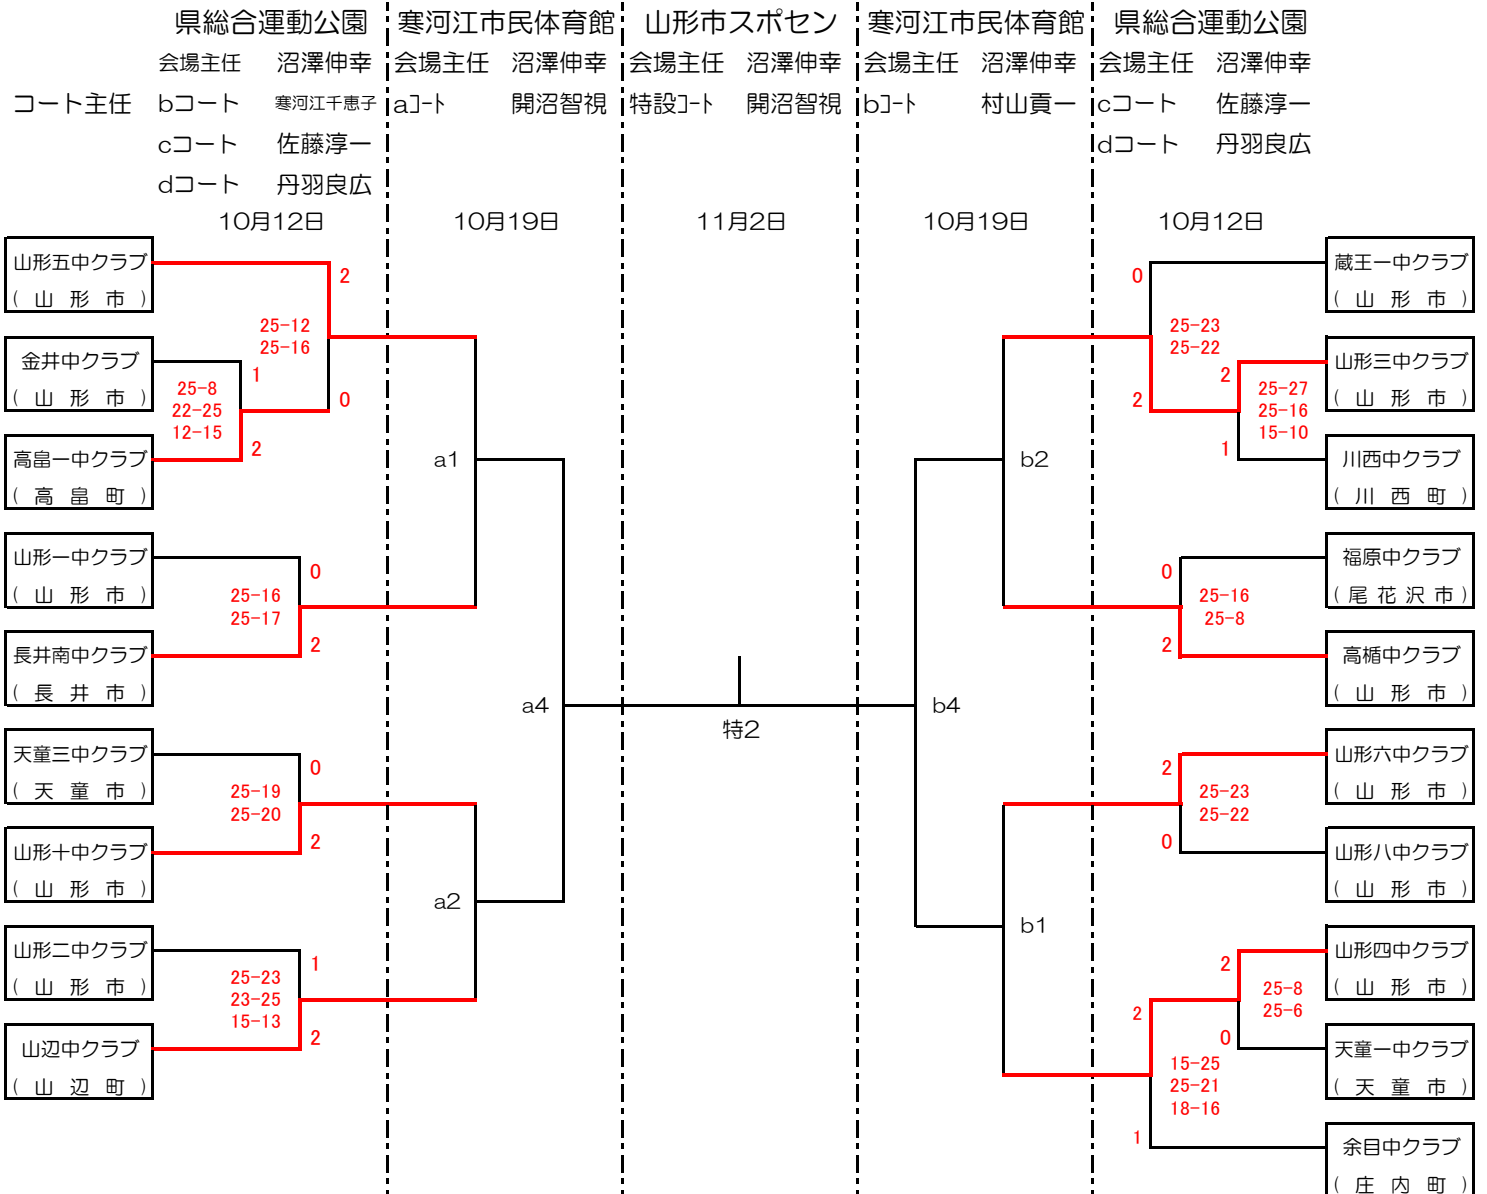 県総合運動公園 寒河江市民体育館 山形市スポセン 寒河江市民体育館 県総合運動公園
会場主任 沼澤伸幸 会場主任 沼澤伸幸 会場主任 沼澤伸幸 会場主任 沼澤伸幸 会場主任 沼澤伸幸
コート主任 bコート 寒河江千恵子 aｺｰﾄ 開沼智視 特設ｺｰﾄ 開沼智視 bｺｰﾄ 村山貢一 cコート 佐藤淳一
cコート 佐藤淳一 dコート 丹羽良広
dコート 丹羽良広
10月12日 10月19日 11月2日 10月19日 10月12日
山形五中クラブ
(山形市)
2
25-12
25-16
金井中クラブ
(山形市)
1
0
25-8
22-25
12-15
高畠一中クラブ
(高畠町)
2
a1
山形一中クラブ
(山形市)
0
25-16
25-17
長井南中クラブ
(長井市)
2
a4
天童三中クラブ
(天童市)
0
25-19
25-20
山形十中クラブ
(山形市)
2
a2
山形二中クラブ
(山形市)
1
25-23
23-25
15-13
山辺中クラブ
(山辺町)
2
特2
蔵王一中クラブ
(山形市)
0
25-23
25-22
山形三中クラブ
(山形市)
2
2
25-27
25-16
15-10
川西中クラブ
(川西町)
1
b2
福原中クラブ
(尾花沢市)
0
25-16
25-8
高楯中クラブ
(山形市)
2
b4
山形六中クラブ
(山形市)
2
25-23
25-22
山形八中クラブ
(山形市)
0
b1
山形四中クラブ
(山形市)
2
25-8
25-6
2
天童一中クラブ
(天童市)
0
15-25
25-21
18-16
余目中クラブ
(庄内町)
1